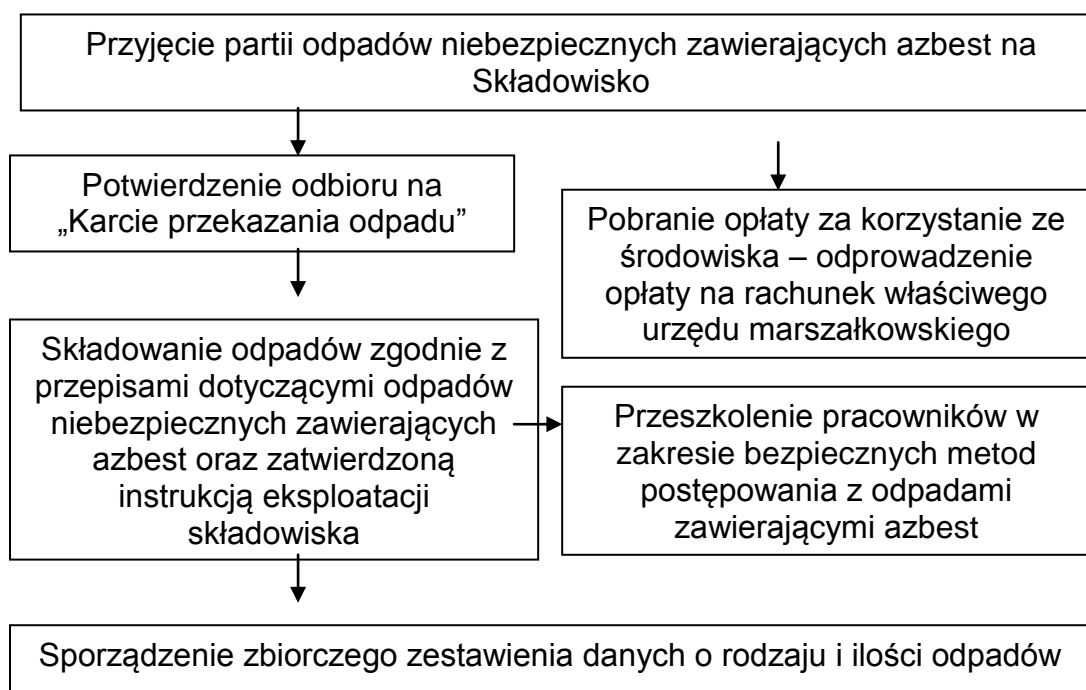 Przyjęcie partii odpadów niebezpiecznych zawierających azbest na
Składowisko
Potwierdzenie odbioru na
„Karcie przekazania odpadu”
Pobranie opłaty za korzystanie ze
środowiska – odprowadzenie
opłaty na rachunek właściwego
urzędu marszałkowskiego
Składowanie odpadów zgodnie z
przepisami dotyczącymi odpadów
niebezpiecznych zawierających
azbest oraz zatwierdzoną
instrukcją eksploatacji
składowiska
Przeszkolenie pracowników w
zakresie bezpiecznych metod
postępowania z odpadami
zawierającymi azbest
Sporządzenie zbiorczego zestawienia danych o rodzaju i ilości odpadów